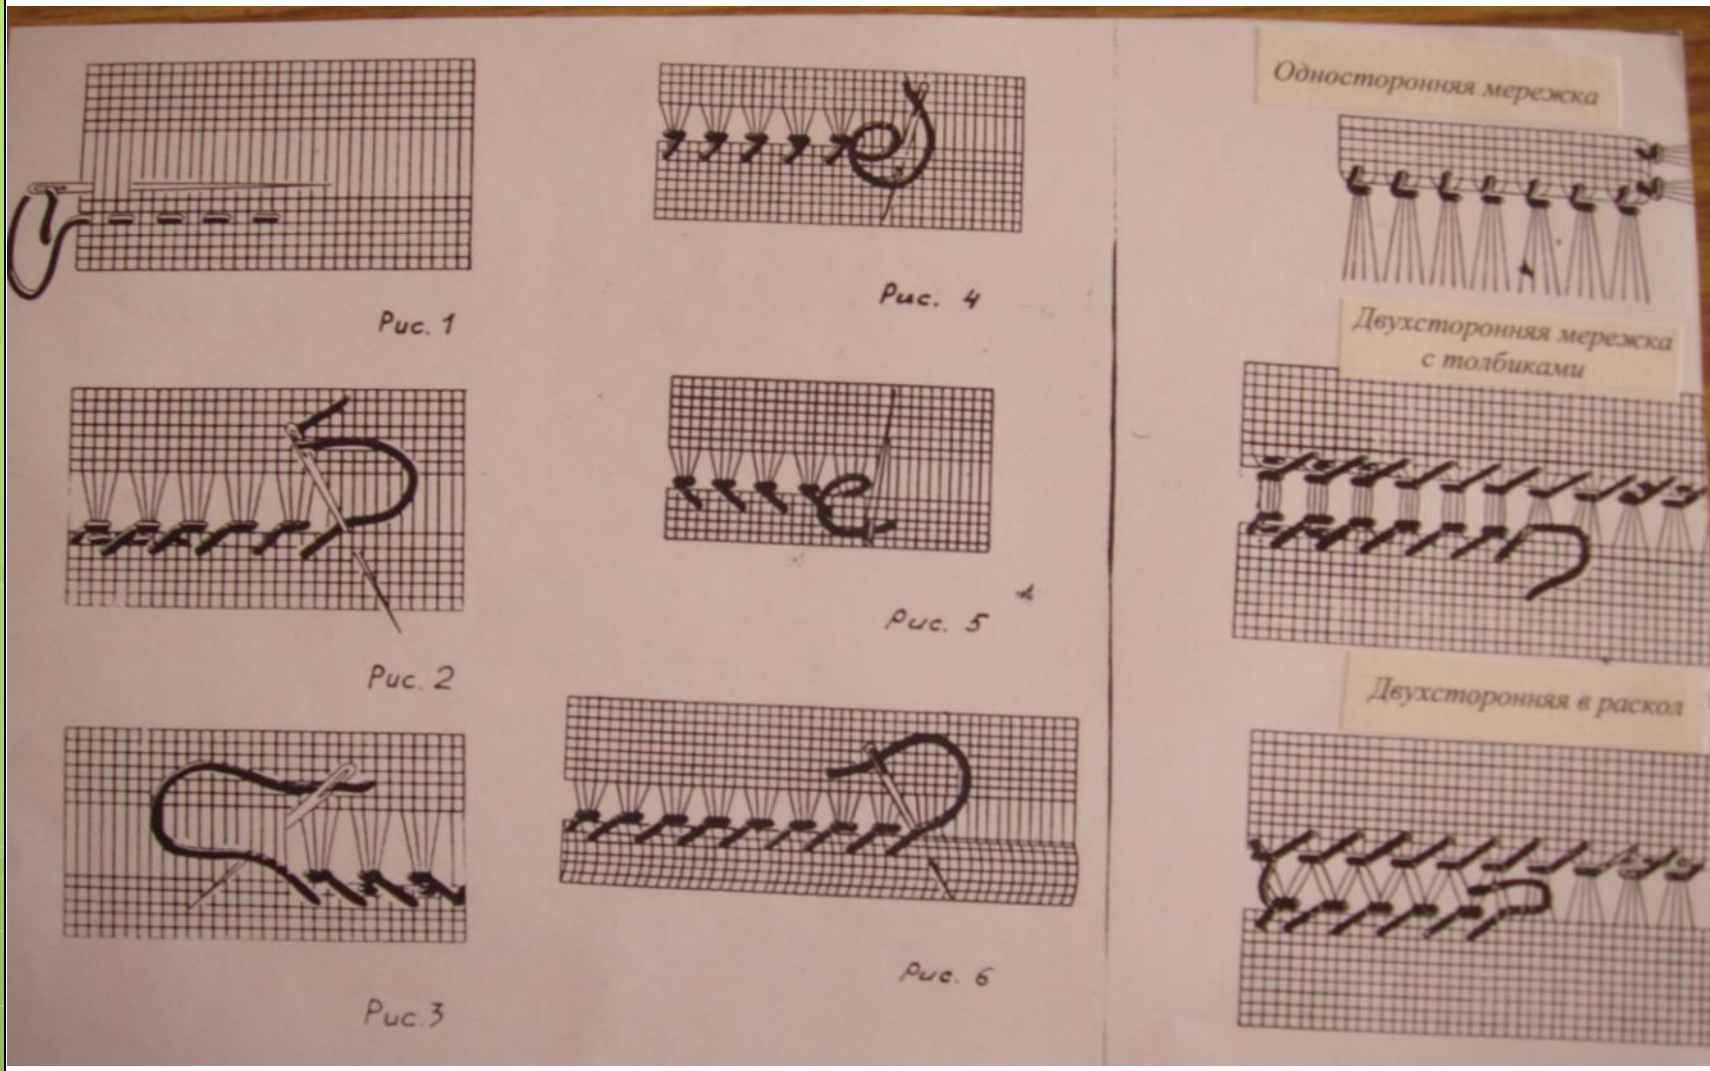 Рис. 1
Рис. 2
Рис. 3
Рис. 4
Рис. 5
Рис. 6
Односторонняя мережка
Двухсторонняя мережка
с толбиками
Двухсторонняя в раскол